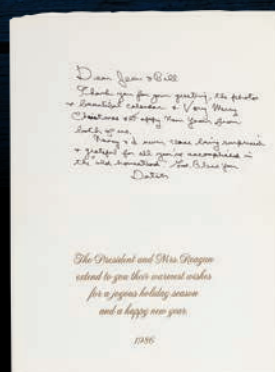 Dear Jean & Bill
Thank you for your greeting, the photo
& beautiful calendar & Very Merry
Christmas & Happy New Year from
both of us.
Nancy & I never cease being surprised
& grateful for all you've accomplished in
the "old homestead" God Bless you
Dutch
The President and Mrs. Reagan
extend to you their warmest wishes
for a joyous holiday season
and a happy new year.
1986